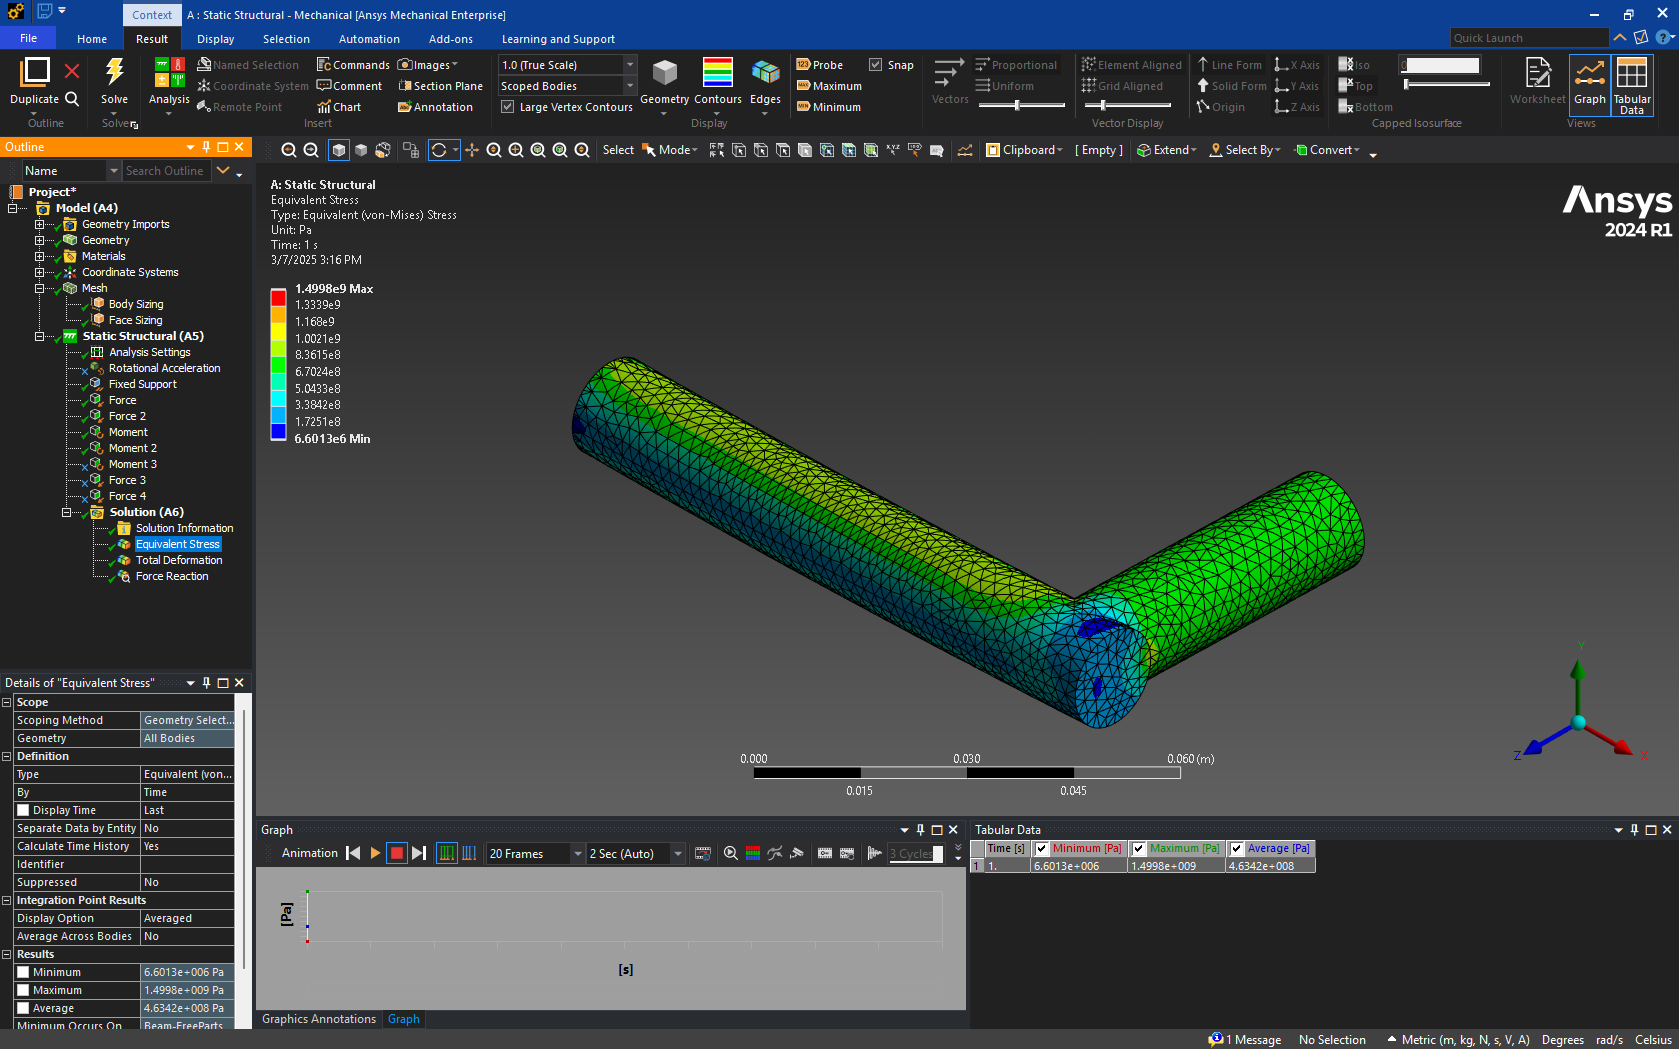 Context
A : Static Structural - Mechanical [Ansys Mechanical Enterprise]
File
Home
Result
Display
Selection
Automation
Add-ons
Learning and Support
Quick Launch
Duplicate
Outline
Solve
Solve
Analysis
Named Selection
Coordinate System
Remote Point
Commands
Comment
Chart
Images
Section Plane
Annotation
Insert
1.0 (True Scale)
Scoped Bodies
Large Vertex Contours
Geometry
Contours
Edges
Display
Probe
Maximum
Minimum
Snap
Vectors
Proportional
Uniform
Element Aligned
Grid Aligned
Vector Display
Line Form
Solid Form
Origin
X Axis
Y Axis
Z Axis
Iso
Top
Bottom
0
Capped Isosurface
Worksheet
Graph
Tabular Data
Views
Outline
Name
Search Outline
Select
Mode
Clipboard
[ Empty ]
Extend
Select By
Convert
Project*
Model (A4)
Geometry Imports
Geometry
Materials
Coordinate Systems
Mesh
Body Sizing
Face Sizing
Static Structural (A5)
Analysis Settings
Rotational Acceleration
Fixed Support
Force
Force 2
Moment
Moment 2
Moment 3
Force 3
Force 4
Solution (A6)
Solution Information
Equivalent Stress
Total Deformation
Force Reaction
A: Static Structural
Equivalent Stress
Type: Equivalent (von-Mises) Stress
Unit: Pa
Time: 1 s
3/7/2025 3:16 PM
1.4998e9 Max
1.3339e9
1.168e9
1.0021e9
8.3615e8
6.7024e8
5.0433e8
3.3842e8
1.7251e8
6.6013e6 Min
Ansys
2024 R1
Y
Z
X
0.000
0.030
0.060 (m)
0.015
0.045
Details of "Equivalent Stress"
Scope
Scoping Method Geometry Select...
Geometry All Bodies
Definition
Type Equivalent (von...
By Time
Display Time Last
Separate Data by Entity No
Calculate Time History Yes
Identifier
Suppressed No
Integration Point Results
Display Option Averaged
Average Across Bodies No
Results
Minimum 6.6013e+006 Pa
Maximum 1.4998e+009 Pa
Average 4.6342e+008 Pa
Minimum Occurs On Beam-FreeParts
Graph
Animation
20 Frames
2 Sec (Auto)
3 Cycles
[Pa]
[s]
Graphics Annotations
Graph
Tabular Data
Time [s] Minimum [Pa] Maximum [Pa] Average [Pa]
1 1. 6.6013e+006 1.4998e+009 4.6342e+008
1 Message
No Selection
Metric (m, kg, N, s, V, A)
Degrees
rad/s
Celsius